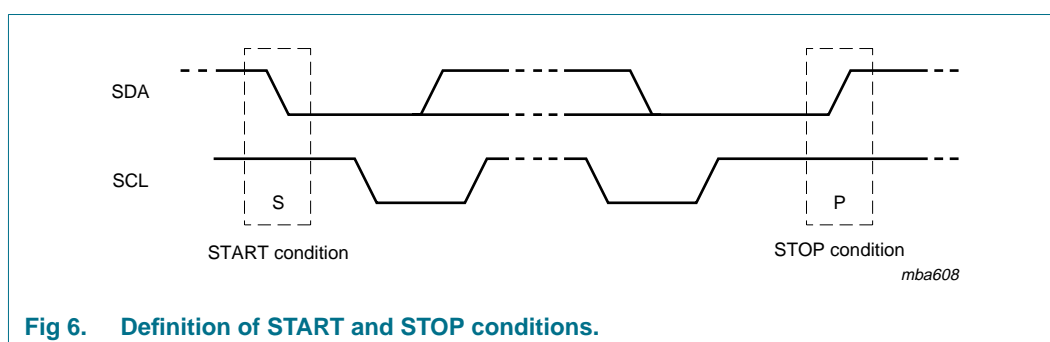 SDA
SCL
S
P
START condition
STOP condition
mba608
Fig 6. Definition of START and STOP conditions.